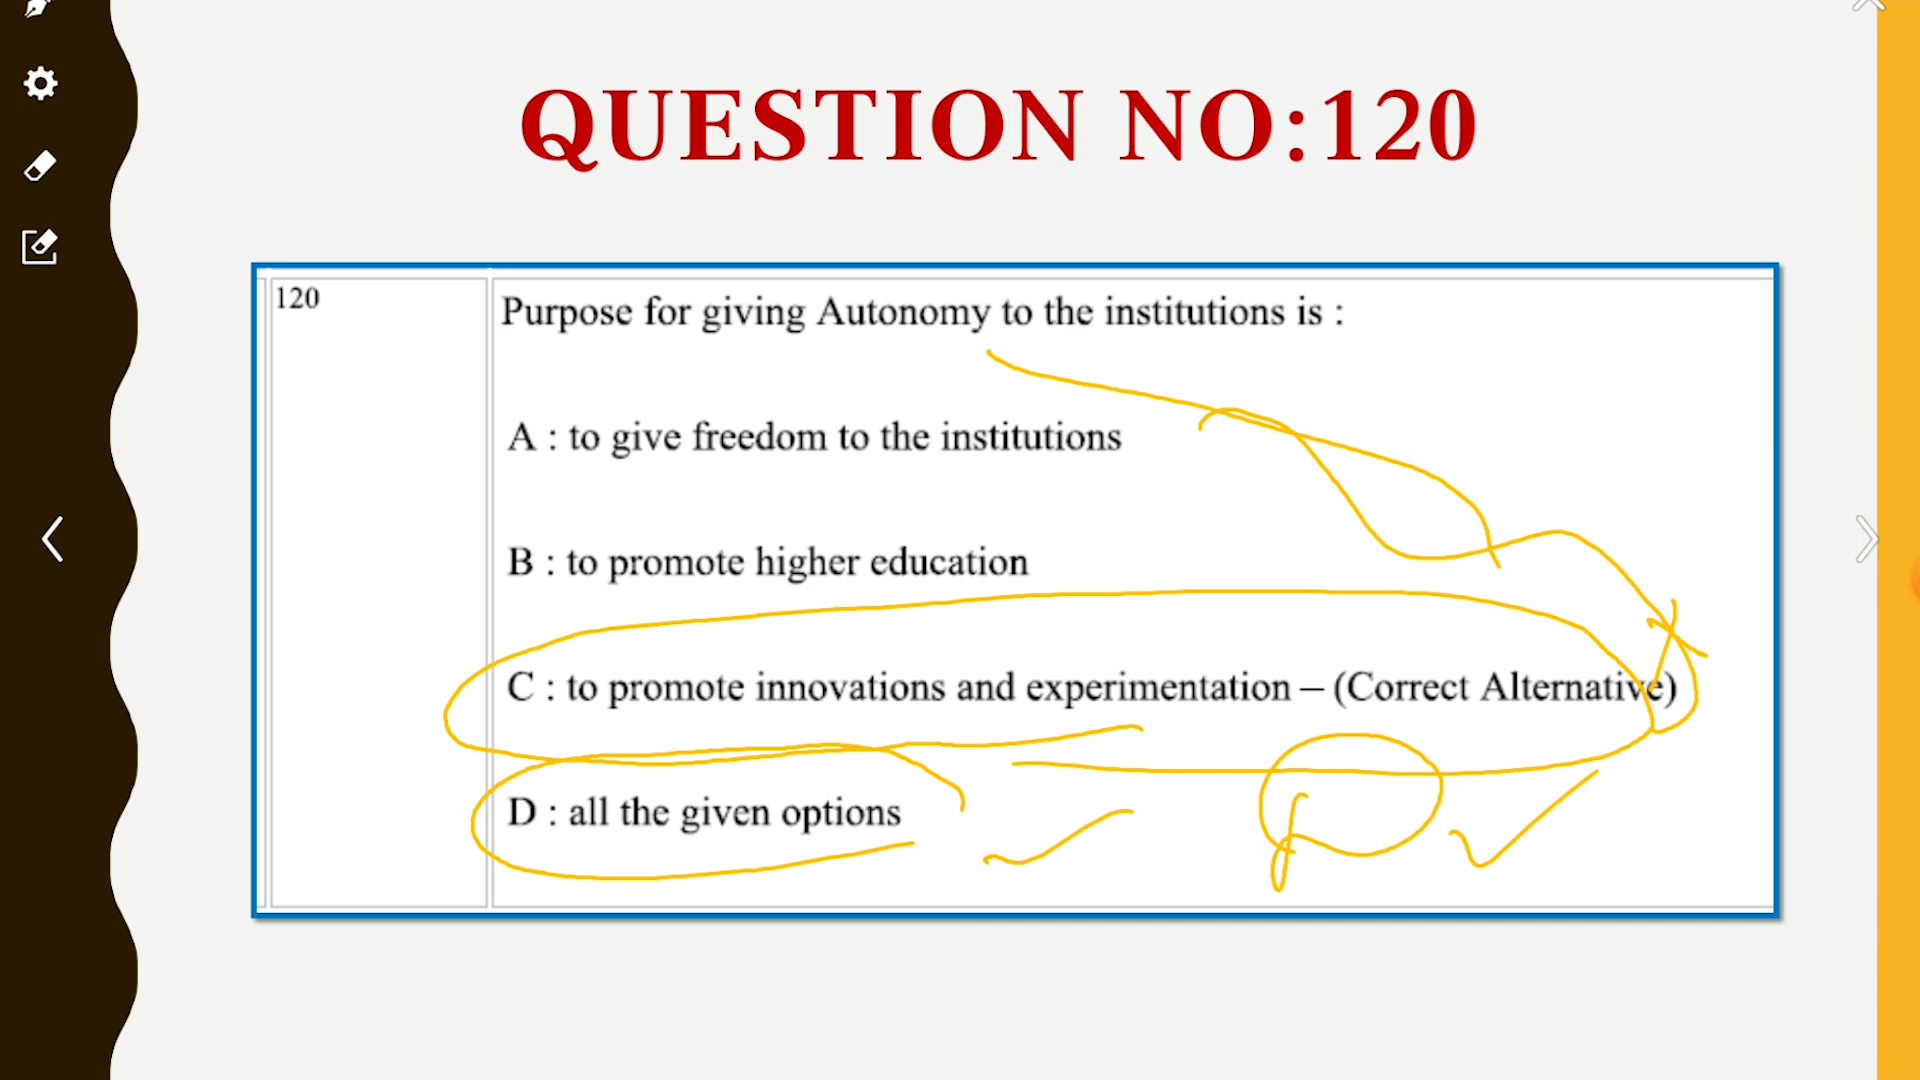 QUESTION NO:120
120
Purpose for giving Autonomy to the institutions is :
A : to give freedom to the institutions
B : to promote higher education
C : to promote innovations and experimentation – (Correct Alternative)
D : all the given options